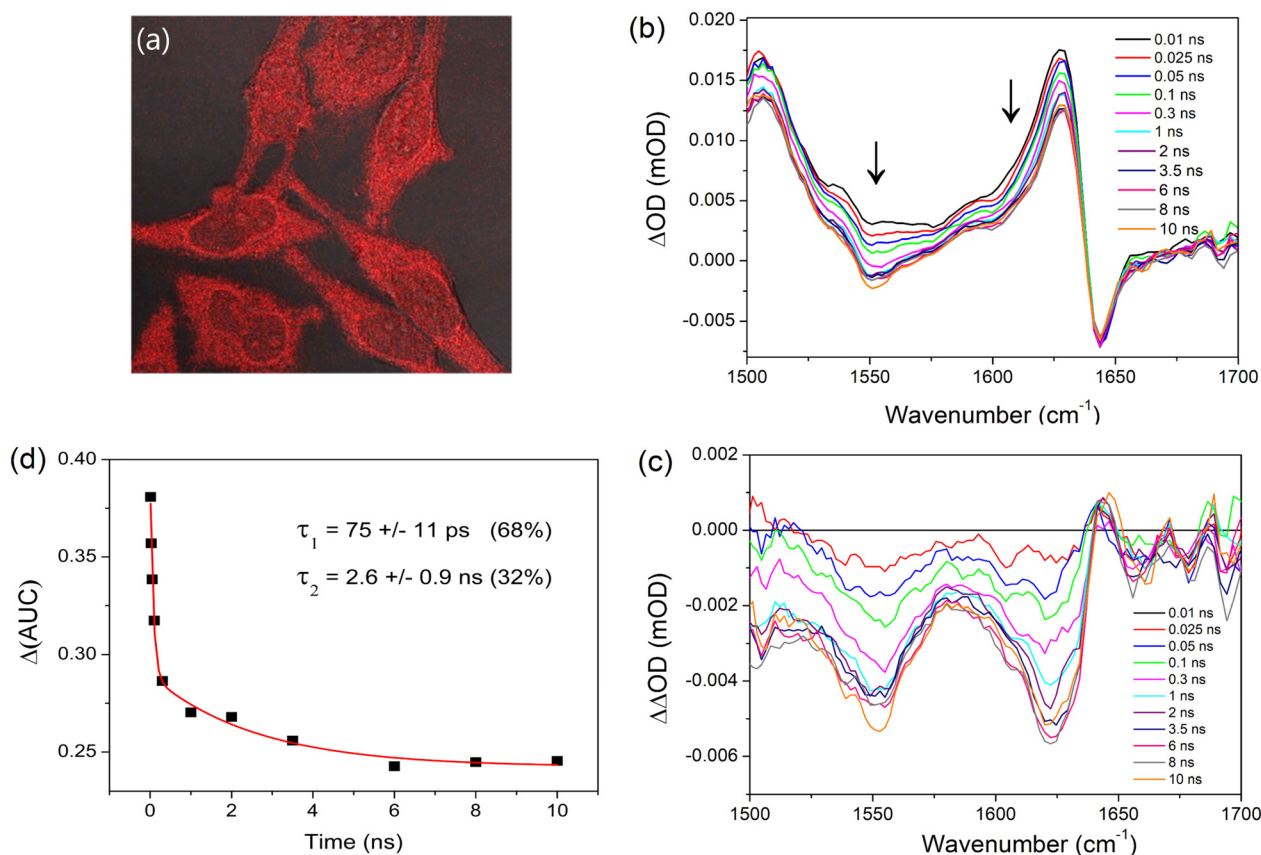 (a)
(b)
0.020
0.015
0.010
0.005
0.000
-0.005
ΔOD (mOD)
1500
1550
1600
1650
1700
Wavenumber (cm⁻¹)
0.01 ns
0.025 ns
0.05 ns
0.1 ns
0.3 ns
1 ns
2 ns
3.5 ns
6 ns
8 ns
10 ns
(d)
0.40
0.35
0.30
0.25
Δ(AUC)
τ₁ = 75 +/- 11 ps (68%)
τ₂ = 2.6 +/- 0.9 ns (32%)
0
2
4
6
8
10
Time (ns)
(c)
0.002
0.000
-0.002
-0.004
-0.006
ΔΔOD (mOD)
0.01 ns
0.025 ns
0.05 ns
0.1 ns
0.3 ns
1 ns
2 ns
3.5 ns
6 ns
8 ns
10 ns
1500
1550
1600
1650
1700
Wavenumber (cm⁻¹)